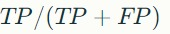 TP/(TP + FP)